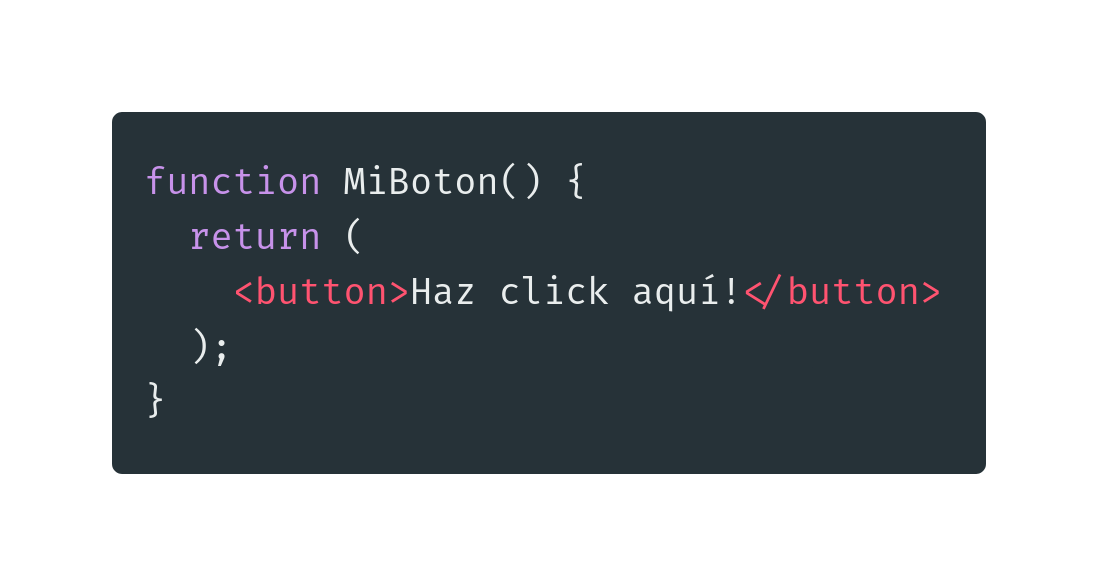 function MiBoton() {
  return (
    <button>Haz click aquí!</button>
  );
}